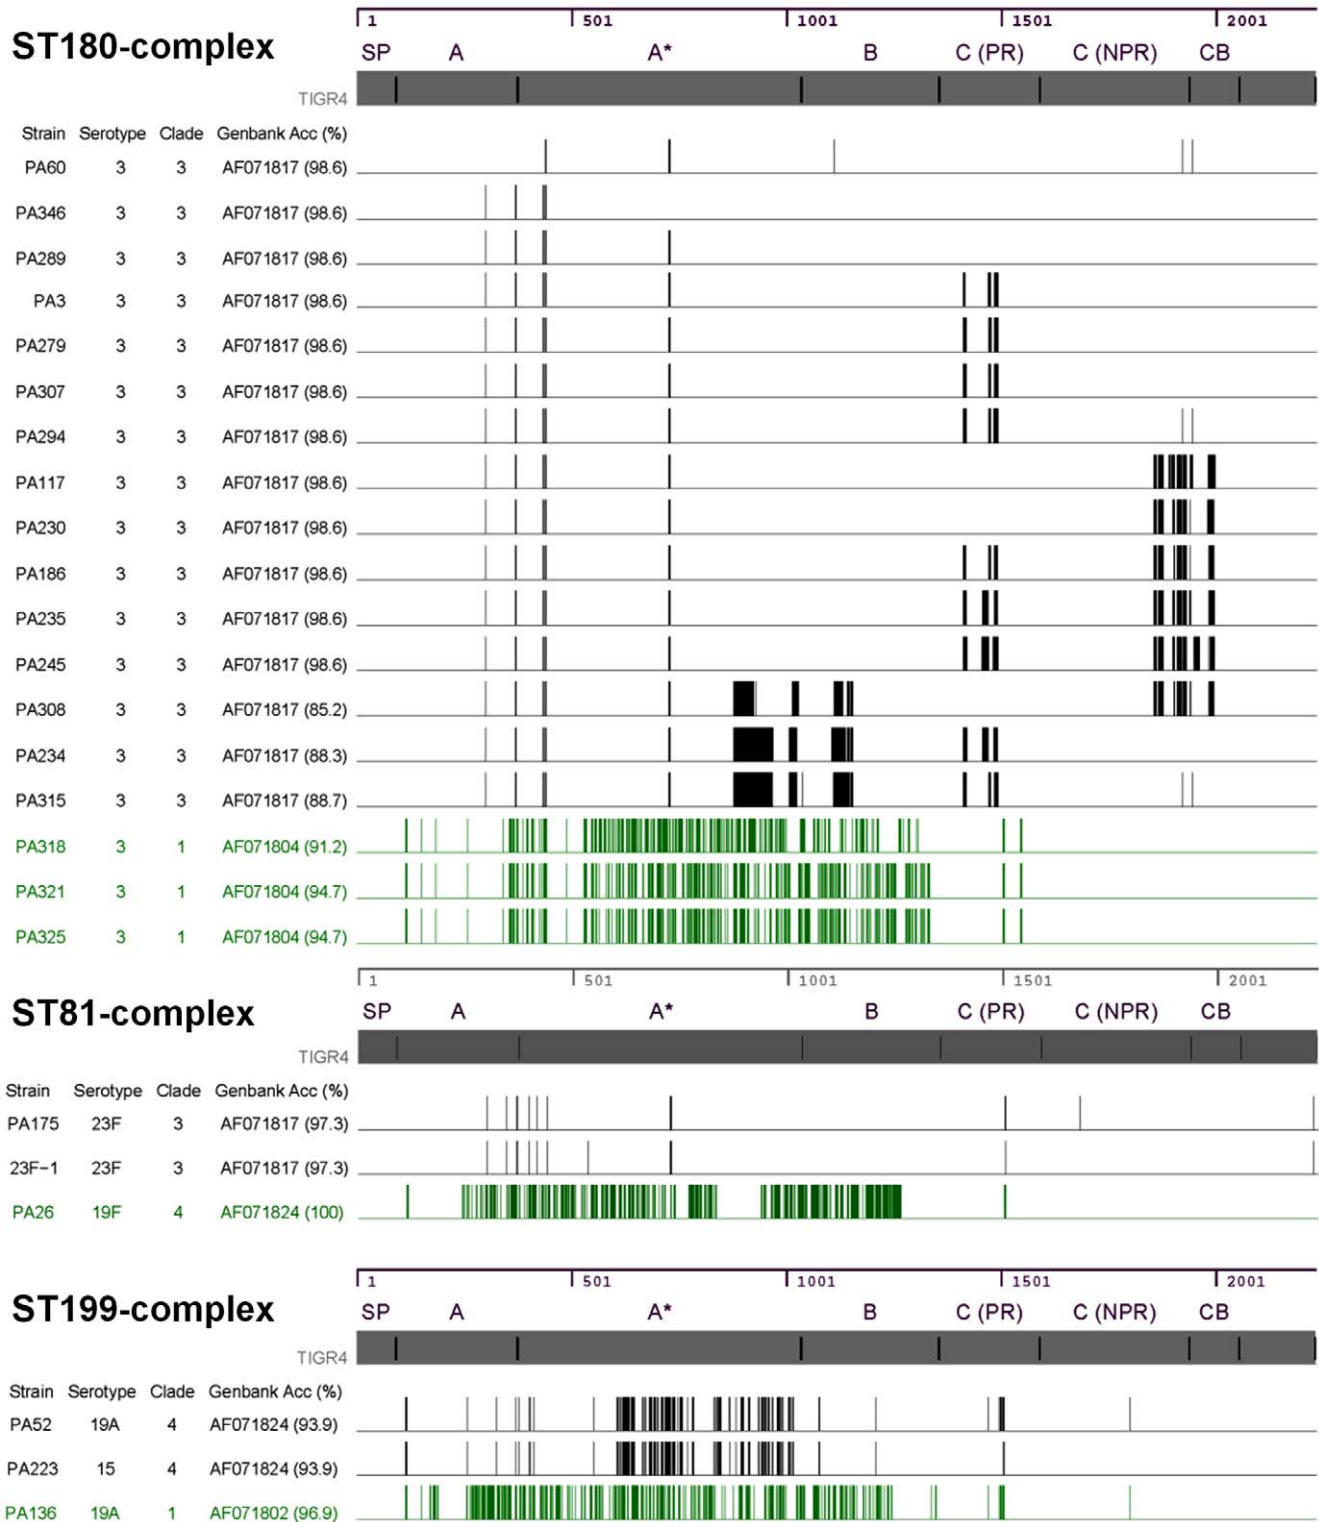 1 501 1001 1501 2001
ST180-complex
SP A A* B C (PR) C (NPR) CB
TIGR4
Strain Serotype Clade Genbank Acc (%)
PA60 3 3 AF071817 (98.6)
PA346 3 3 AF071817 (98.6)
PA289 3 3 AF071817 (98.6)
PA3 3 3 AF071817 (98.6)
PA279 3 3 AF071817 (98.6)
PA307 3 3 AF071817 (98.6)
PA294 3 3 AF071817 (98.6)
PA117 3 3 AF071817 (98.6)
PA230 3 3 AF071817 (98.6)
PA186 3 3 AF071817 (98.6)
PA235 3 3 AF071817 (98.6)
PA245 3 3 AF071817 (98.6)
PA308 3 3 AF071817 (85.2)
PA234 3 3 AF071817 (88.3)
PA315 3 3 AF071817 (88.7)
PA318 3 1 AF071804 (91.2)
PA321 3 1 AF071804 (94.7)
PA325 3 1 AF071804 (94.7)
1 501 1001 1501 2001
ST81-complex
SP A A* B C (PR) C (NPR) CB
TIGR4
Strain Serotype Clade Genbank Acc (%)
PA175 23F 3 AF071817 (97.3)
23F−1 23F 3 AF071817 (97.3)
PA26 19F 4 AF071824 (100)
1 501 1001 1501 2001
ST199-complex
SP A A* B C (PR) C (NPR) CB
TIGR4
Strain Serotype Clade Genbank Acc (%)
PA52 19A 4 AF071824 (93.9)
PA223 15 4 AF071824 (93.9)
PA136 19A 1 AF071802 (96.9)